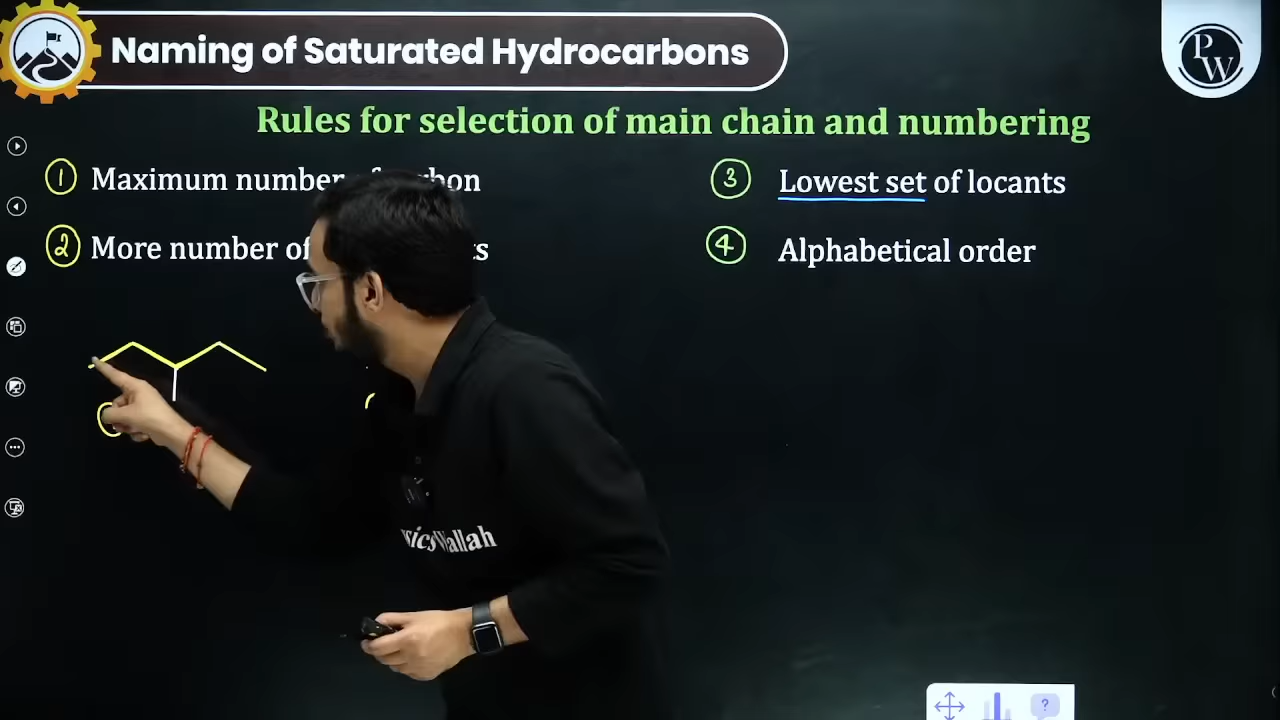 Naming of Saturated Hydrocarbons
PW
Rules for selection of main chain and numbering
1 Maximum number
3 Lowest set of locants
2 More number of
4 Alphabetical order
Wallah
?